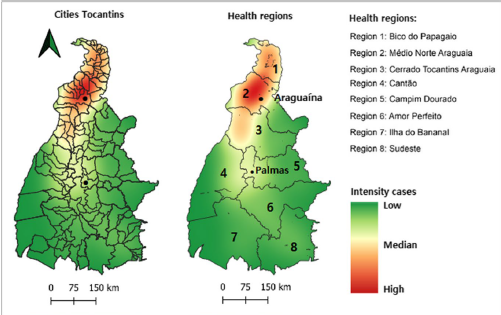 Cities Tocantins
Health regions
Health regions:
Region 1: Bico do Papagaio
Region 2: Médio Norte Araguaia
Region 3: Cerrado Tocantins Araguaia
Region 4: Cantão
Region 5: Campim Dourado
Region 6: Amor Perfeito
Region 7: Ilha do Bananal
Region 8: Sudeste
1
2
Araguaína
3
4
Palmas
5
6
7
8
Intensity cases
Low
Median
High
0 75 150 km
0 75 150 km